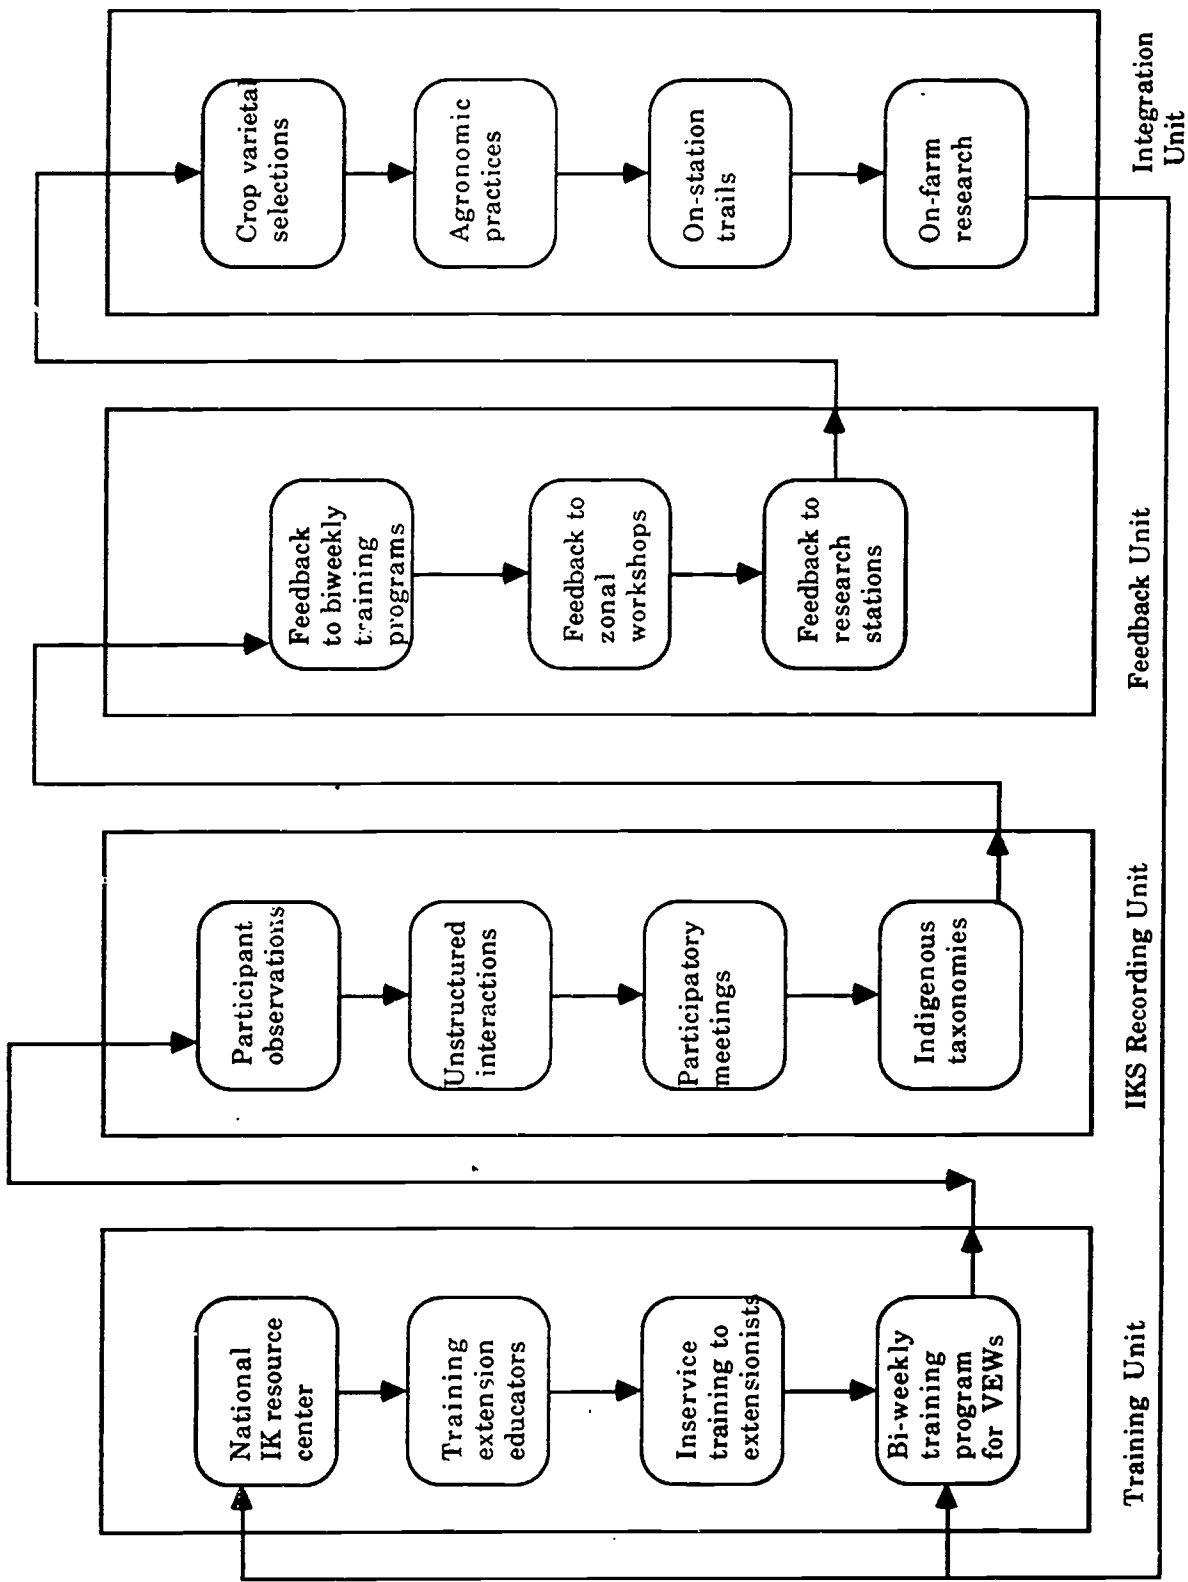 National
IK resource
center
Training
extension
educators
Inservice
training to
extensionists
Bi-weekly
training
program
for VEWs
Training Unit
Participant
observations
Unstructured
interactions
Participatory
meetings
Indigenous
taxonomies
IKS Recording Unit
Feedback
to biweekly
training
programs
Feedback to
zonal
workshops
Feedback to
research
stations
Feedback Unit
Crop varietal
selections
Agronomic
practices
On-station
trails
On-farm
research
Integration
Unit